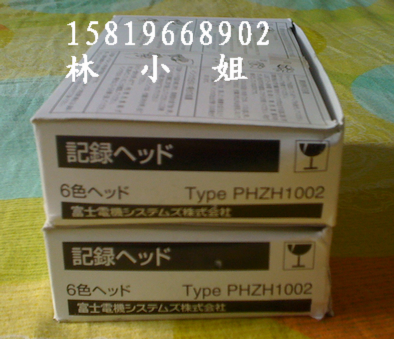 15819668902
林 小 姐
記録ヘッド
6色ヘッド Type PHZH1002
富士電機システムズ株式会社
記録ヘッド
6色ヘッド Type PHZH1002
富士電機システムズ株式会社